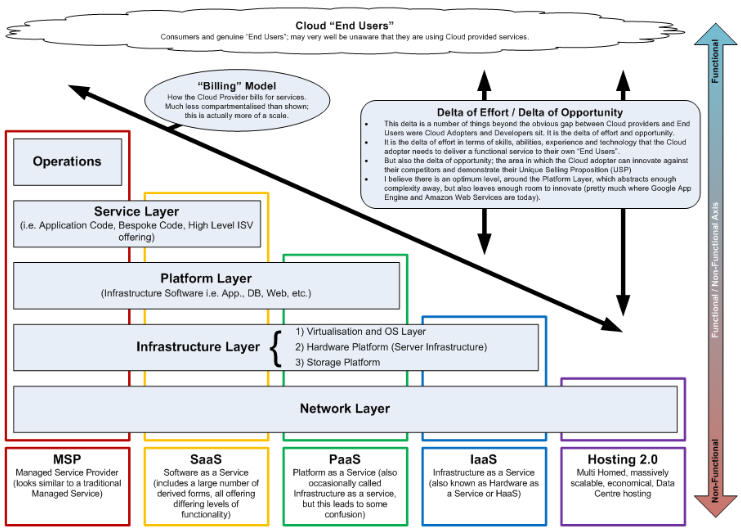 Cloud “End Users”
Consumers and genuine “End Users”; may very well be unaware that they are using Cloud provided services.
Functional
“Billing” Model
How the Cloud Provider bills for services.
Much less compartmentalised than shown;
this is actually more of a scale.
Delta of Effort / Delta of Opportunity
• This delta is a number of things beyond the obvious gap between Cloud providers and End
Users were Cloud Adopters and Developers sit. It is the delta of effort and opportunity.
• It is the delta of effort in terms of skills, abilities, experience and technology that the Cloud
adopter needs to deliver a functional service to their own “End Users”.
• But also the delta of opportunity; the area in which the Cloud adopter can innovate against
their competitors and demonstrate their Unique Selling Proposition (USP)
• I believe there is an optimum level, around the Platform Layer, which abstracts enough
complexity away, but also leaves enough room to innovate (pretty much where Google App
Engine and Amazon Web Services are today).
Operations
Service Layer
(i.e. Application Code, Bespoke Code, High Level ISV
offering)
Platform Layer
(Infrastructure Software i.e. App., DB, Web, etc.)
Infrastructure Layer
1) Virtualisation and OS Layer
2) Hardware Platform (Server Infrastructure)
3) Storage Platform
Network Layer
Functional / Non-Functional Axis
MSP
Managed Service Provider
(looks similar to a traditional
Managed Service)
SaaS
Software as a Service
(includes a large number of
derived forms, all offering
differing levels of
functionality)
PaaS
Platform as a Service (also
occasionally called
Infrastructure as a service,
but this leads to some
confusion)
IaaS
Infrastructure as a Service
(also known as Hardware as
a Service or HaaS)
Hosting 2.0
Multi Homed, massively
scalable, economical, Data
Centre hosting
Non-Functional